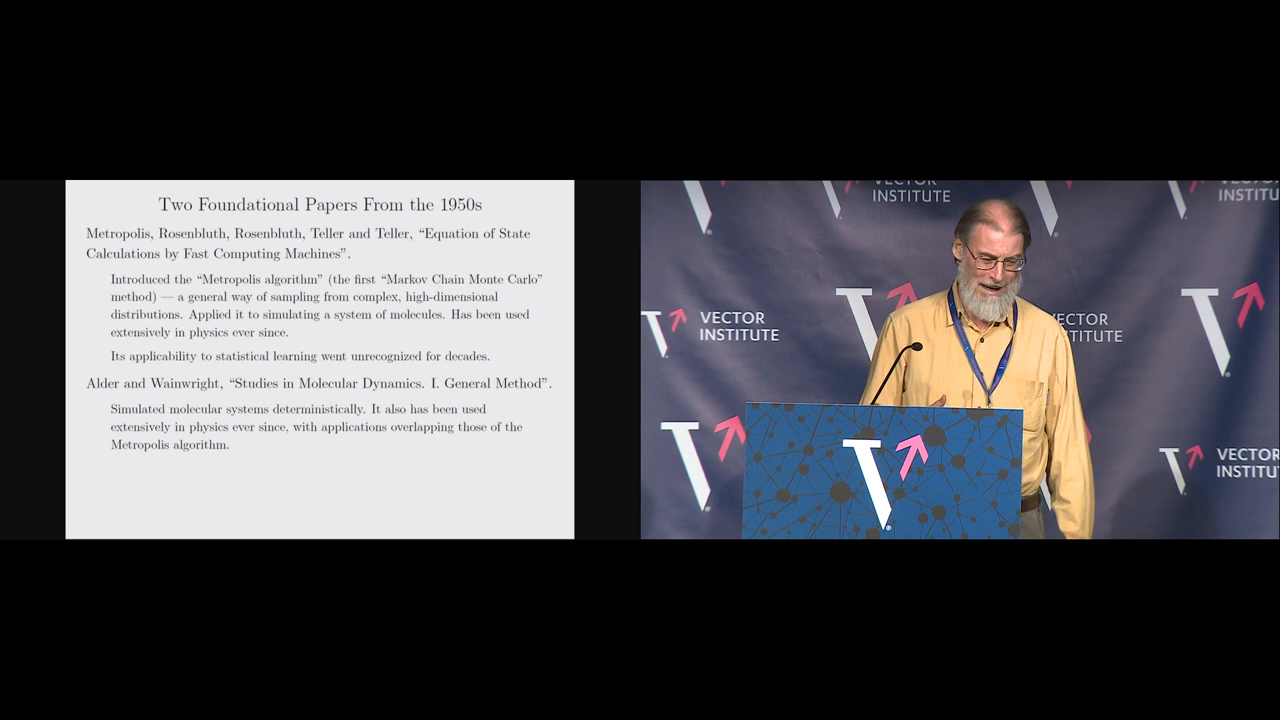 Two Foundational Papers From the 1950s
Metropolis, Rosenbluth, Rosenbluth, Teller and Teller, “Equation of State
Calculations by Fast Computing Machines”.
Introduced the “Metropolis algorithm” (the first “Markov Chain Monte Carlo”
method) — a general way of sampling from complex, high-dimensional
distributions. Applied it to simulating a system of molecules. Has been used
extensively in physics ever since.
Its applicability to statistical learning went unrecognized for decades.
Alder and Wainwright, “Studies in Molecular Dynamics. I. General Method”.
Simulated molecular systems deterministically. It also has been used
extensively in physics ever since, with applications overlapping those of the
Metropolis algorithm.
VECTOR
INSTITUTE
VECTOR
INSTITU
VECTOR
INSTITUTE
VECTOR
INSTITUTE
VECTOR
INSTITU